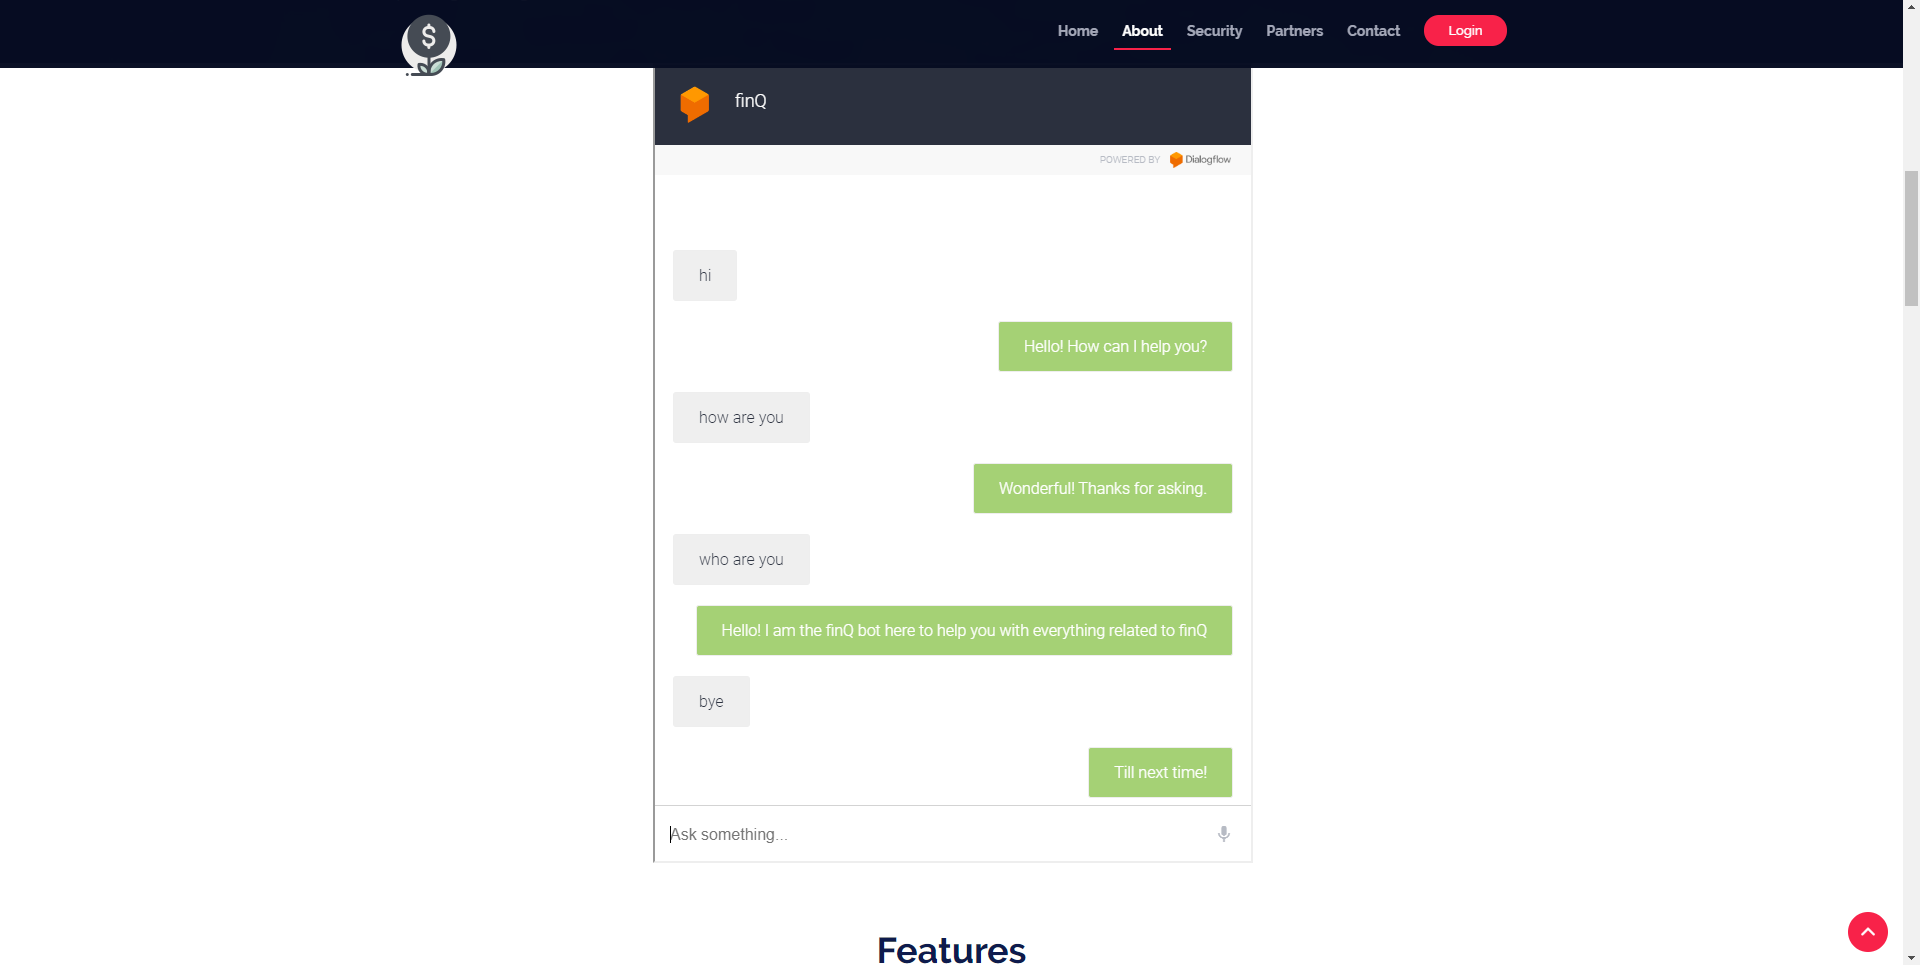 $
Home About Security Partners Contact Login
finQ
POWERED BY Dialogflow
hi
Hello! How can I help you?
how are you
Wonderful! Thanks for asking.
who are you
Hello! I am the finQ bot here to help you with everything related to finQ
bye
Till next time!
Ask something...
Features